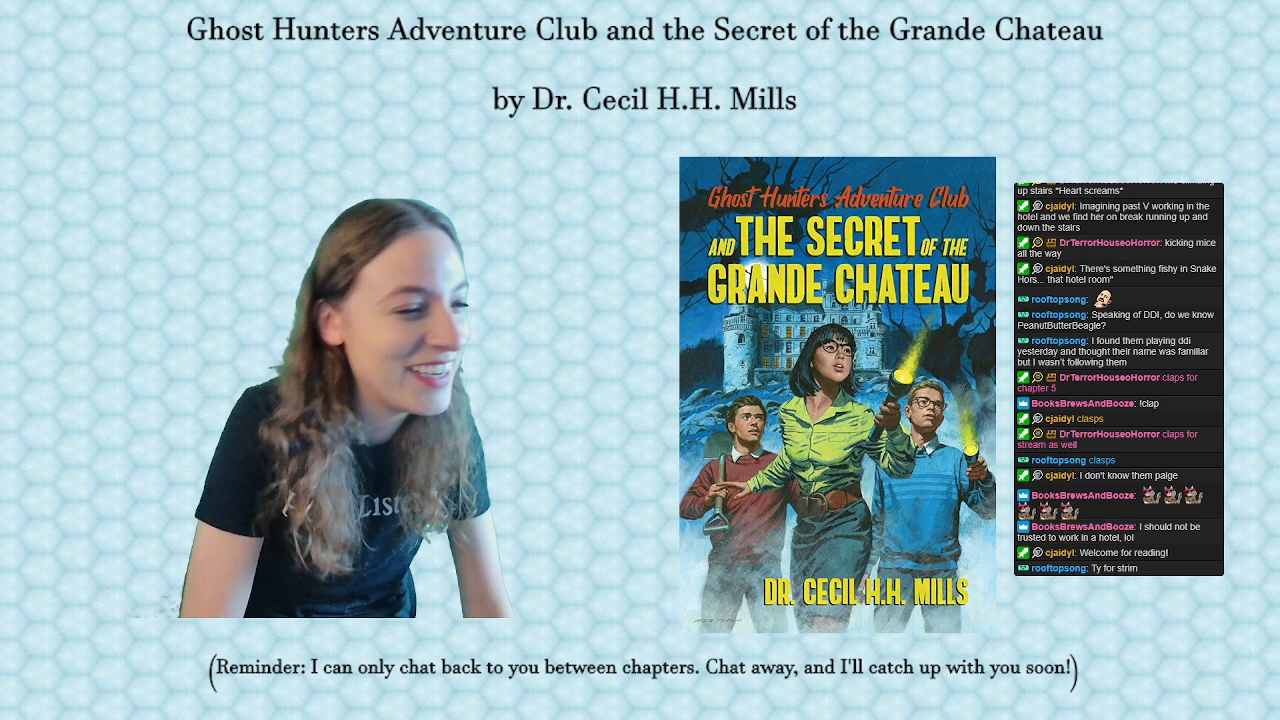 Ghost Hunters Adventure Club and the Secret of the Grande Chateau
by Dr. Cecil H.H. Mills
Ghost Hunters Adventure Club
AND THE SECRET OF THE
GRANDE CHATEAU
DR. CECIL H.H. MILLS
up stairs *Heart screams*
cjaidyl: Imagining past V working in the
hotel and we find her on break running up and
down the stairs
DrTerrorHouseoHorror: kicking mice
all the way
cjaidyl: There's something fishy in Snake
Hors... that hotel room"
rooftopsong:
rooftopsong: Speaking of DDI, do we know
PeanutButterBeagle?
rooftopsong: I found them playing ddi
yesterday and thought their name was familiar
but I wasn't following them
DrTerrorHouseoHorror claps for
chapter 5
BooksBrewsAndBooze: !clap
cjaidyl clasps
DrTerrorHouseoHorror claps for
stream as well
rooftopsong clasps
cjaidyl: I don't know them paige
BooksBrewsAndBooze:
BooksBrewsAndBooze: I should not be
trusted to work in a hotel, lol
cjaidyl: Welcome for reading!
rooftopsong: Ty for strim
(Reminder: I can only chat back to you between chapters. Chat away, and I'll catch up with you soon!)